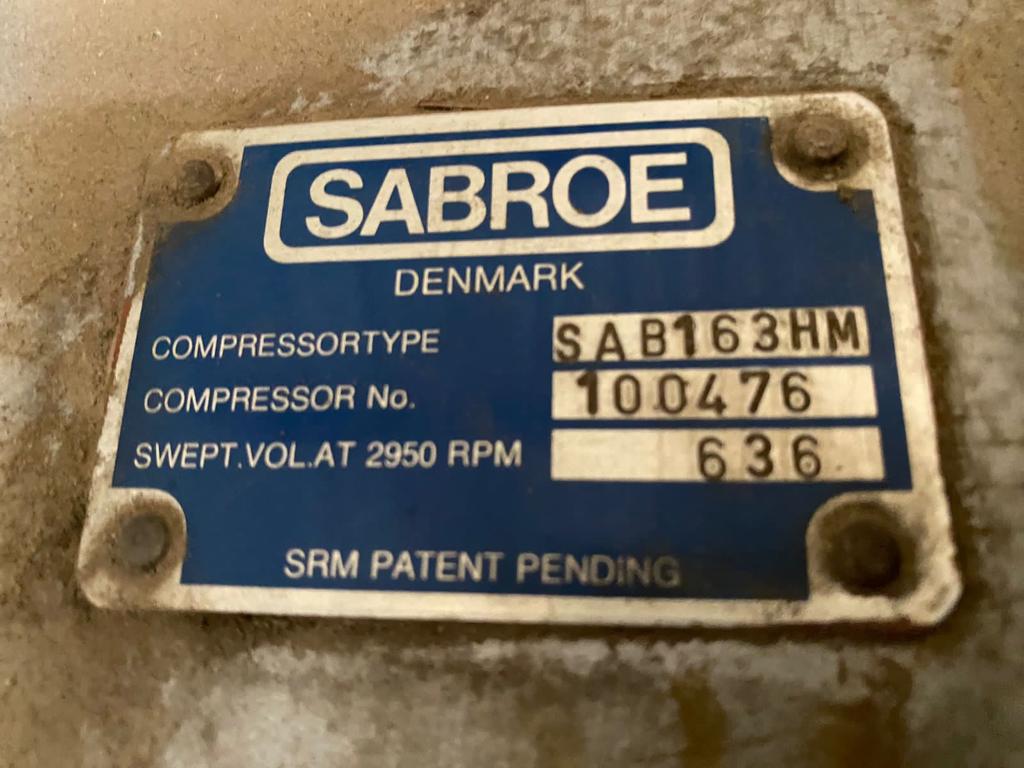 SABROE
DENMARK
COMPRESSORTYPE SAB163HM
COMPRESSOR No. 100476
SWEPT.VOL.AT 2950 RPM 636
SRM PATENT PENDING